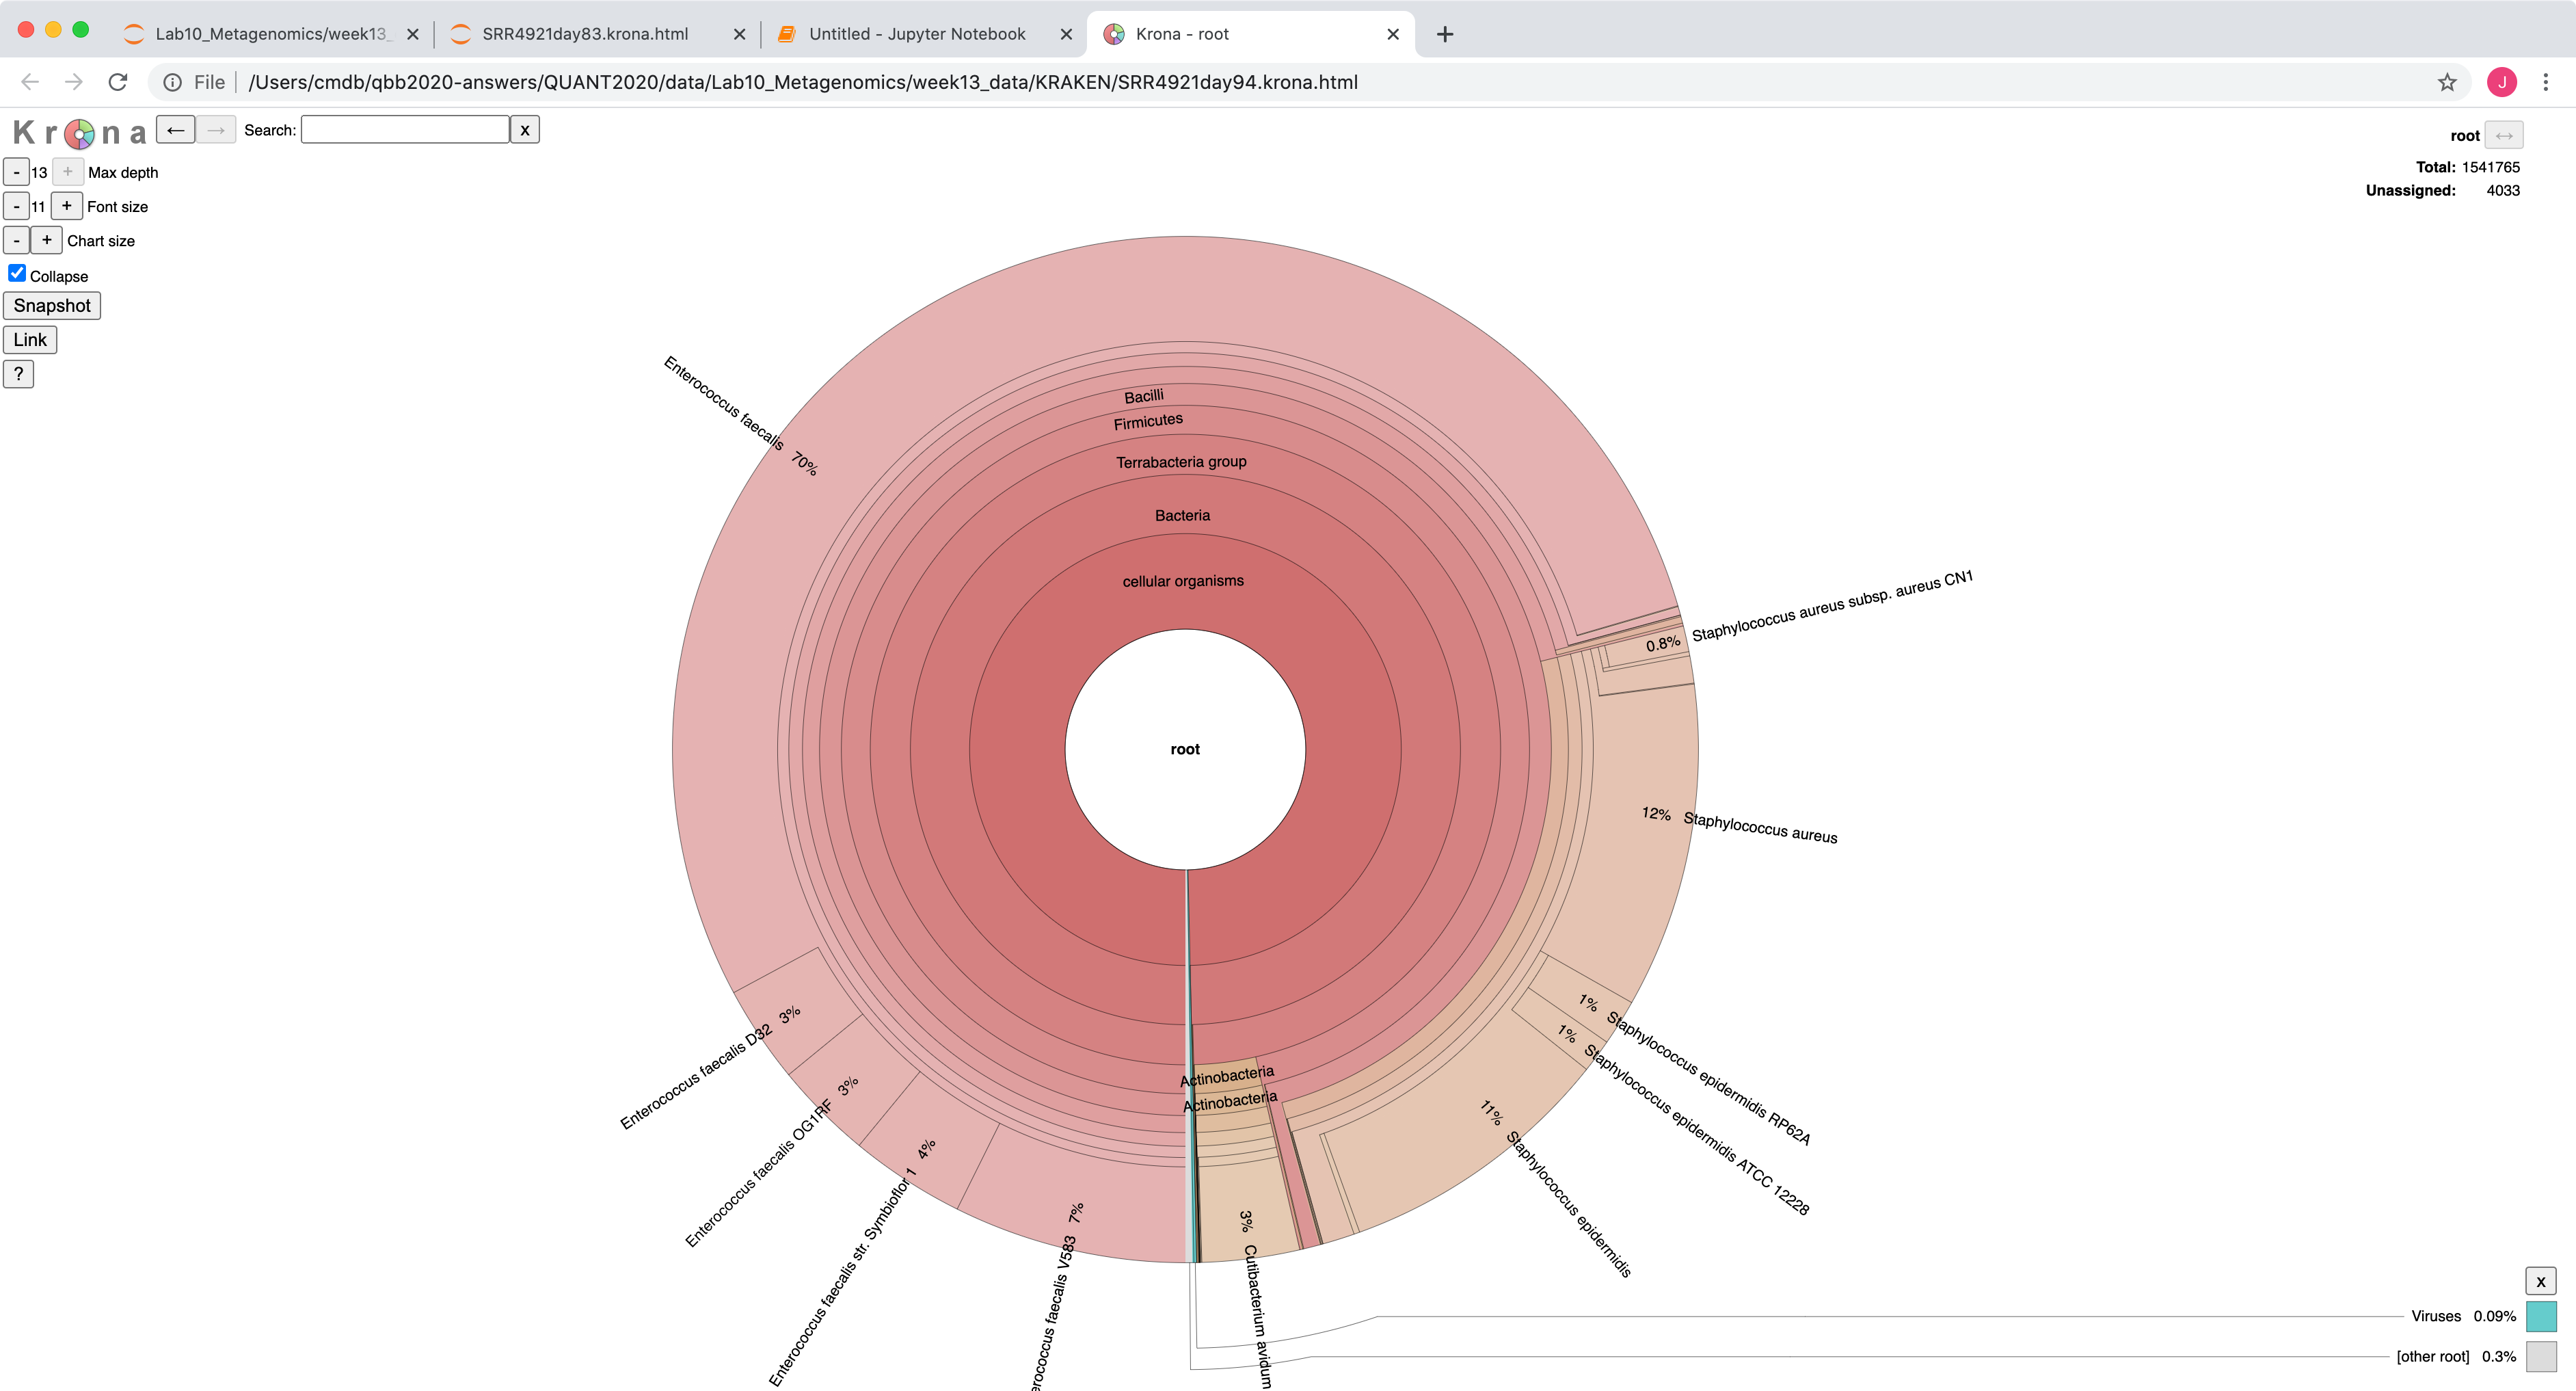 Lab10_Metagenomics/week13_
SRR4921day83.krona.html
Untitled - Jupyter Notebook
Krona - root
File
/Users/cmdb/qbb2020-answers/QUANT2020/data/Lab10_Metagenomics/week13_data/KRAKEN/SRR4921day94.krona.html
J
Krona
← → Search: x
root ↔
Total: 1541765
Unassigned: 4033
- 13 + Max depth
- 11 + Font size
- + Chart size
Collapse
Snapshot
Link
?
Enterococcus faecalis 70%
Bacilli
Firmicutes
Terrabacteria group
Bacteria
cellular organisms
root
0.8% Staphylococcus aureus subsp. aureus CN1
12% Staphylococcus aureus
1% Staphylococcus epidermidis RP62A
1% Staphylococcus epidermidis ATCC 12228
11% Staphylococcus epidermidis
Actinobacteria
Actinobacteria
3% Cutibacterium avidum
Enterococcus faecalis D32 3%
Enterococcus faecalis OG1RF 3%
Enterococcus faecalis str. Symbioflor 1 4%
erococcus faecalis V583 7%
x
Viruses 0.09%
[other root] 0.3%